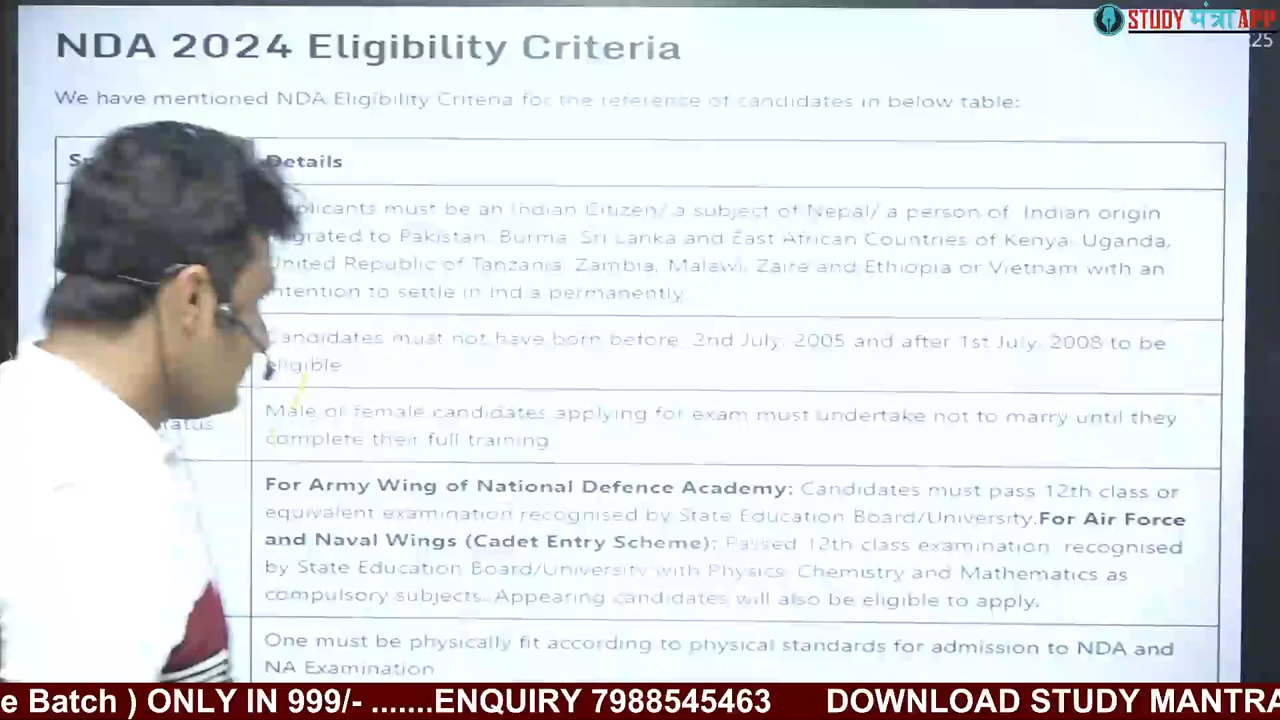 STUDY मंत्रा APP
:25
NDA 2024 Eligibility Criteria
We have mentioned NDA Eligibility Criteria for the reference of candidates in below table:
Details
must be an Indian Citizen/ a subject of Nepal/ a person of Indian origin
to Pakistan, Burma, Sri Lanka and East African Countries of Kenya, Uganda,
United Republic of Tanzania, Zambia, Malawi, Zaire and Ethiopia or Vietnam with an
intention to settle in India permanently
Candidates must not have born before 2nd July, 2005 and after 1st July, 2008 to be
eligible
Male or female candidates applying for exam must undertake not to marry until they
complete their full training
For Army Wing of National Defence Academy: Candidates must pass 12th class or
equivalent examination recognised by State Education Board/University.For Air Force
and Naval Wings (Cadet Entry Scheme): Passed 12th class examination recognised
by State Education Board/University with Physics, Chemistry and Mathematics as
compulsory subjects. Appearing candidates will also be eligible to apply.
One must be physically fit according to physical standards for admission to NDA and
NA Examination
e Batch ) ONLY IN 999/- .......ENQUIRY 7988545463 DOWNLOAD STUDY MANTRA